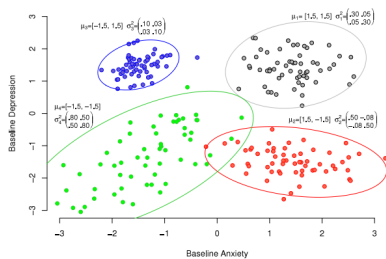 μ₃=[-1.5, 1.5] σ₃²=(.10 .03)
(.03 .10)
μ₁= [1.5, 1.5] σ₁²=(.30 .05)
(.05 .30)
μ₄=[-1.5, -1.5]
σ₄²=(.80 .50)
(.50 .80)
μ₂=[1.5, -1.5] σ₂²=(.50 -.08)
(-.08 .50)
Baseline Depression
3
2
1
0
-1
-2
-3
-3 -2 -1 0 1 2 3
Baseline Anxiety